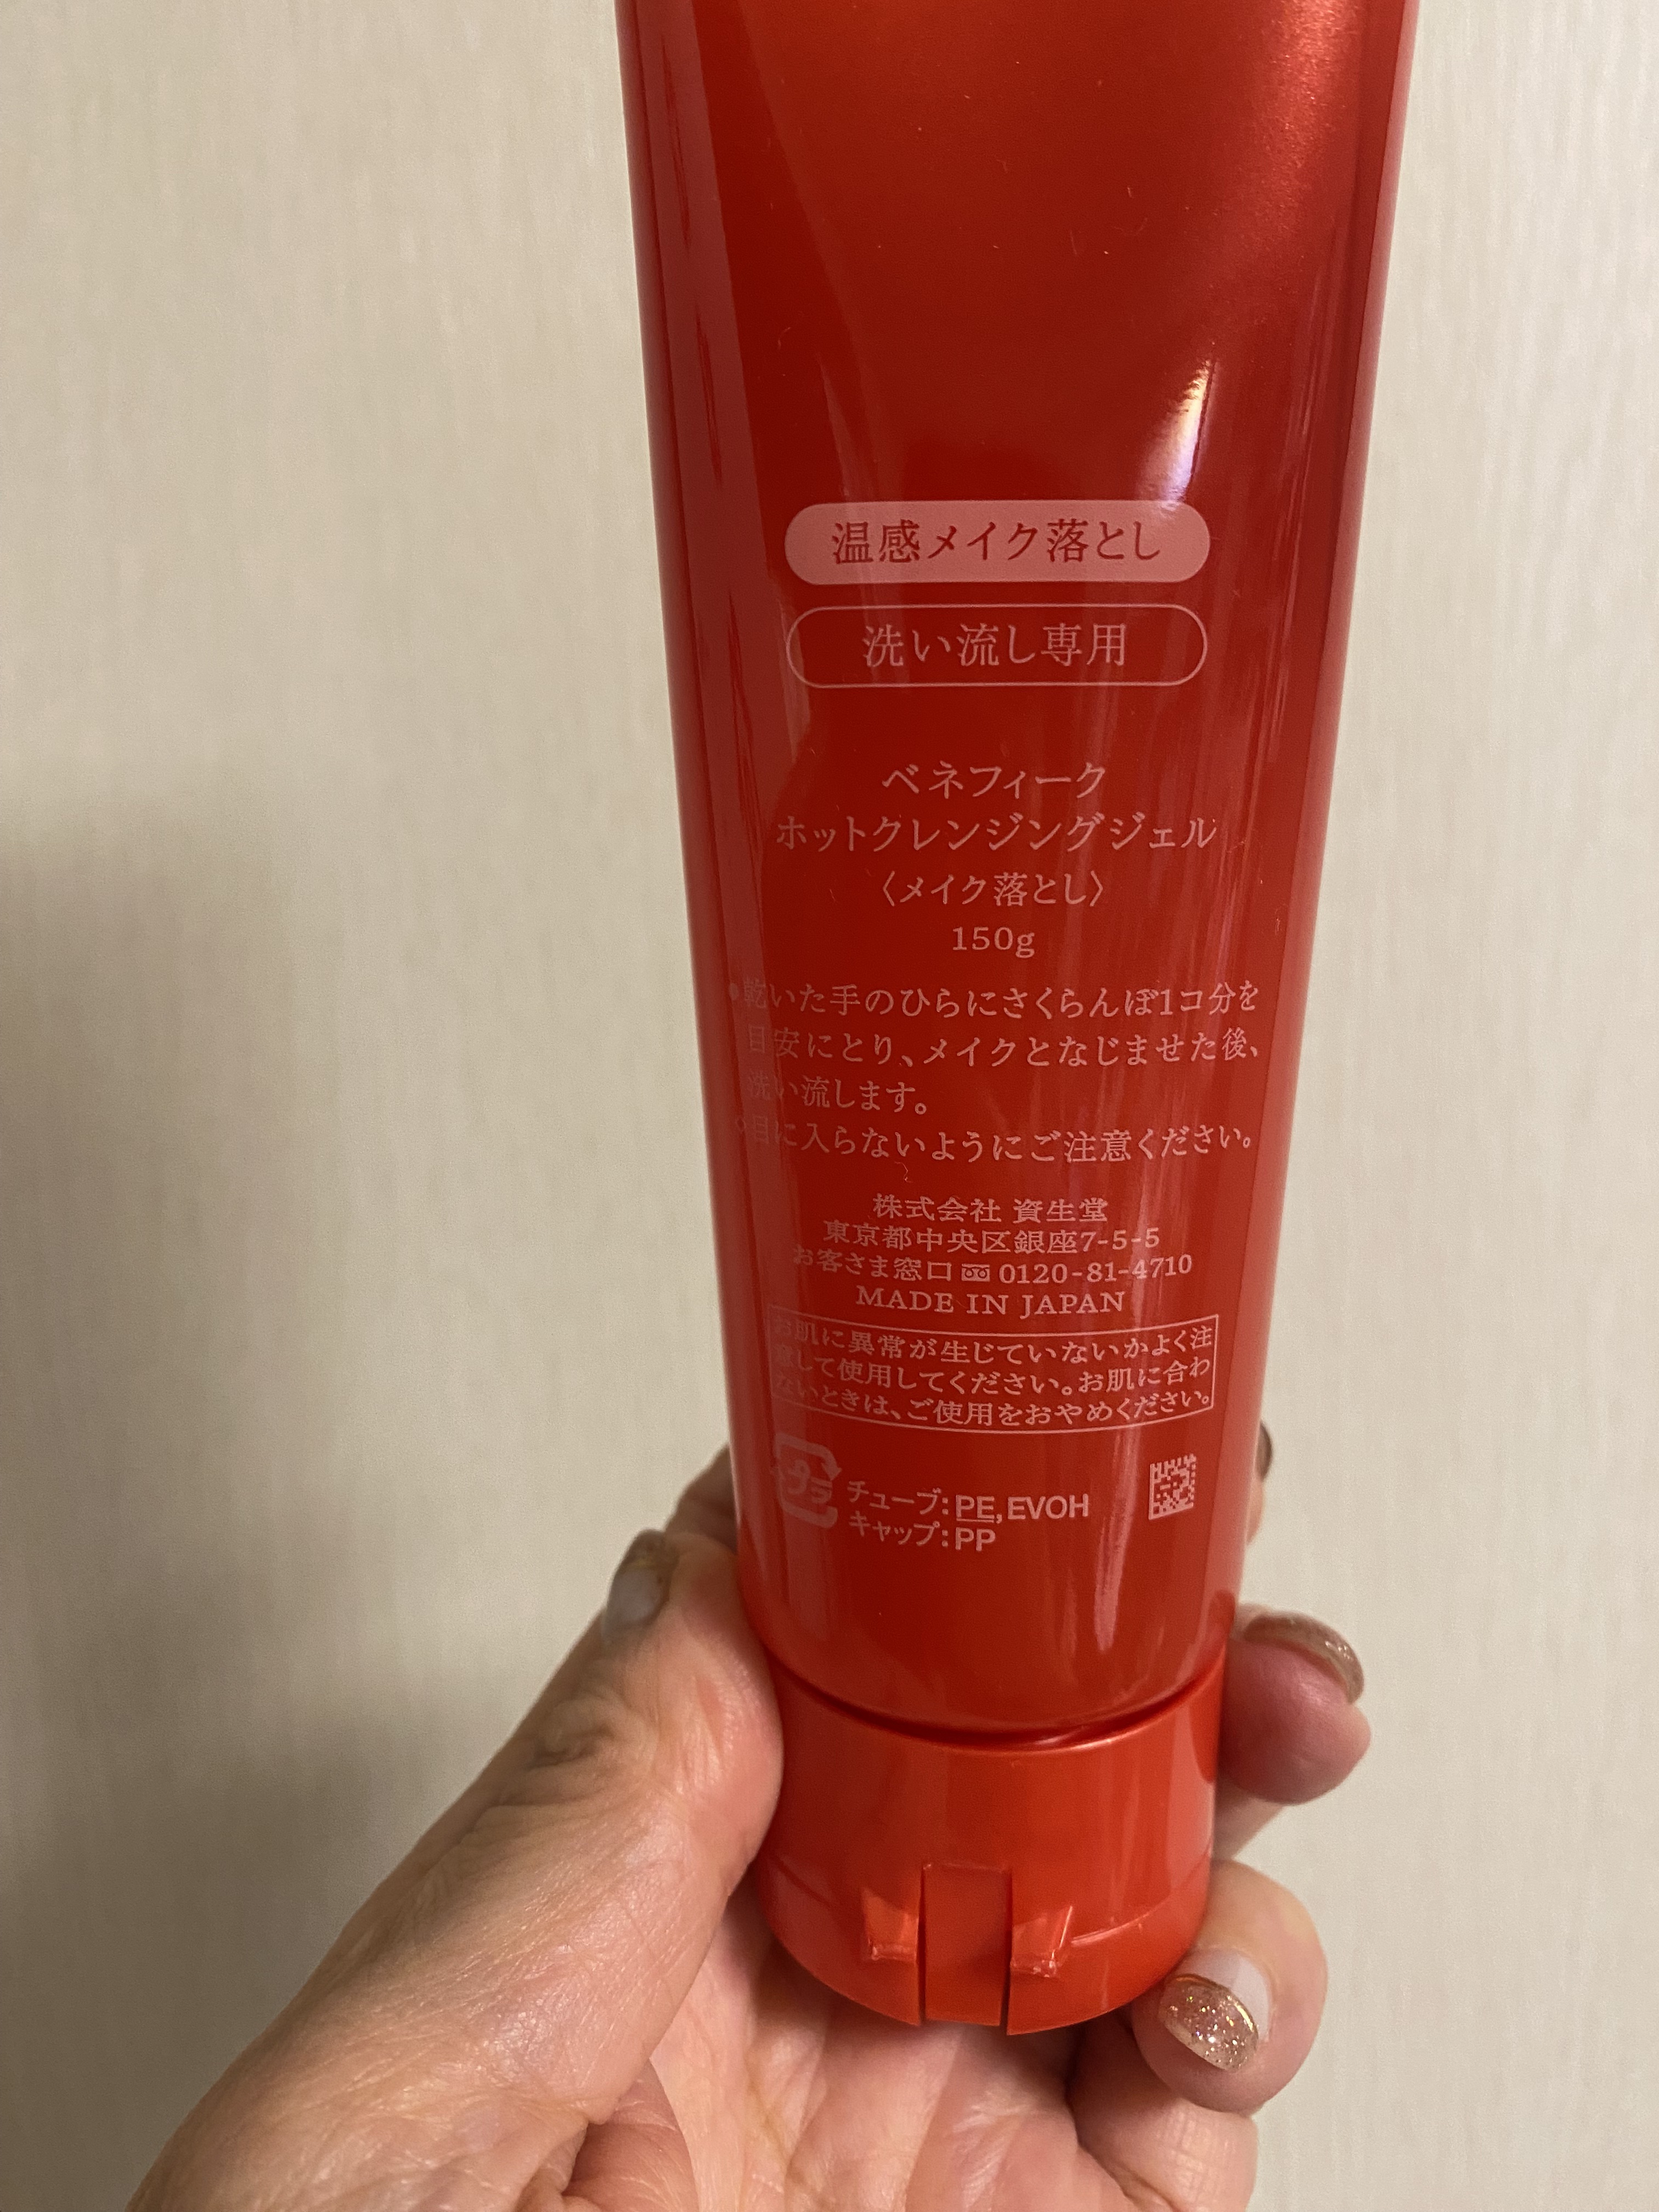 温感メイク落とし
洗い流し専用
ベネフィーク
ホットクレンジングジェル
〈メイク落とし〉
150g
●乾いた手のひらにさくらんぼ1コ分を
目安にとり、メイクとなじませた後、
洗い流します。
○目に入らないようにご注意ください。
株式会社 資生堂
東京都中央区銀座7-5-5
お客さま窓口 0120-81-4710
MADE IN JAPAN
お肌に異常が生じていないかよく注
意して使用してください。お肌に合わ
ないときは、ご使用をおやめください。
プラ チューブ:PE,EVOH
キャップ:PP